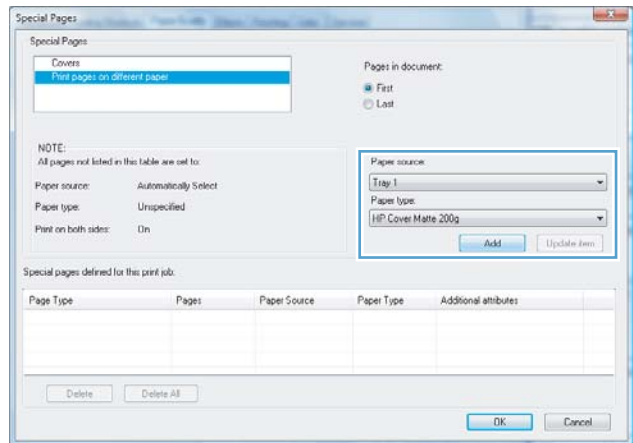 Special Pages
Special Pages
Covers
Print pages on different paper
Pages in document:
First
Last
NOTE:
All pages not listed in this table are set to:
Paper source: Automatically Select
Paper type: Unspecified
Print on both sides: On
Paper source:
Tray 1
Paper type:
HP Cover Matte 200g
Add Update item
Special pages defined for this print job:
Page Type Pages Paper Source Paper Type Additional attributes
Delete Delete All
OK Cancel